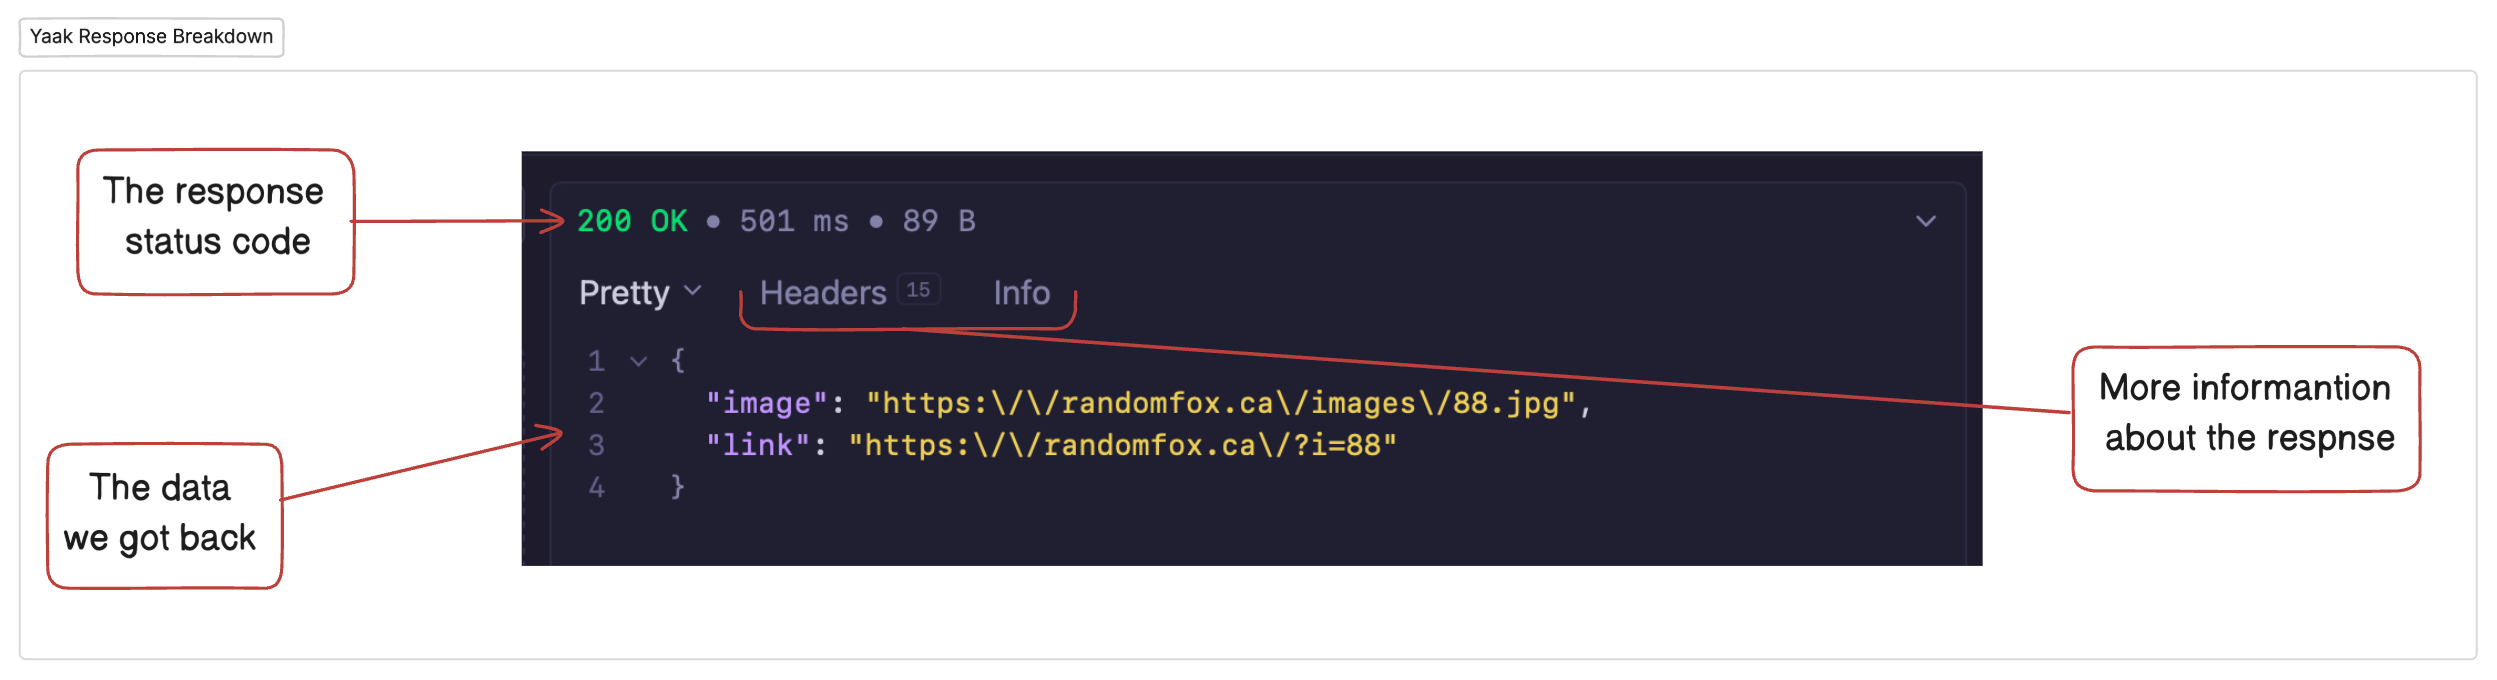 Yaak Response Breakdown
The response
status code
200 OK • 501 ms • 89 B
Pretty Headers 15 Info
1 {
2 "image": "https:\/\/randomfox.ca\/images\/88.jpg",
3 "link": "https:\/\/randomfox.ca\/?i=88"
4 }
The data
we got back
More informantion
about the respnse